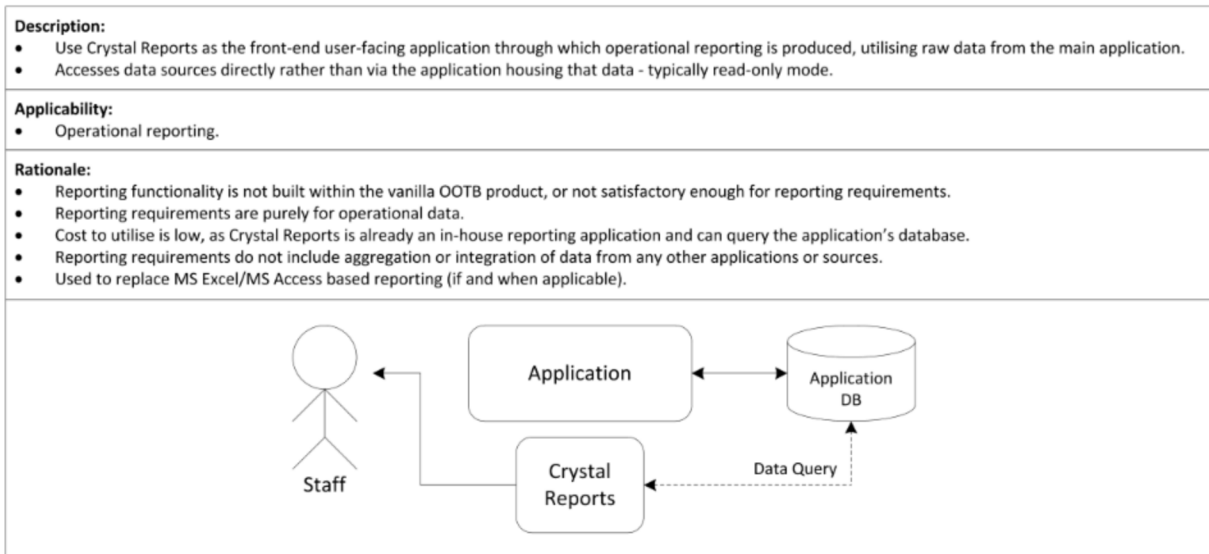 Description:
• Use Crystal Reports as the front-end user-facing application through which operational reporting is produced, utilising raw data from the main application.
• Accesses data sources directly rather than via the application housing that data - typically read-only mode.
Applicability:
• Operational reporting.
Rationale:
• Reporting functionality is not built within the vanilla OOTB product, or not satisfactory enough for reporting requirements.
• Reporting requirements are purely for operational data.
• Cost to utilise is low, as Crystal Reports is already an in-house reporting application and can query the application's database.
• Reporting requirements do not include aggregation or integration of data from any other applications or sources.
• Used to replace MS Excel/MS Access based reporting (if and when applicable).
Application
Application
DB
Staff
Crystal
Reports
Data Query